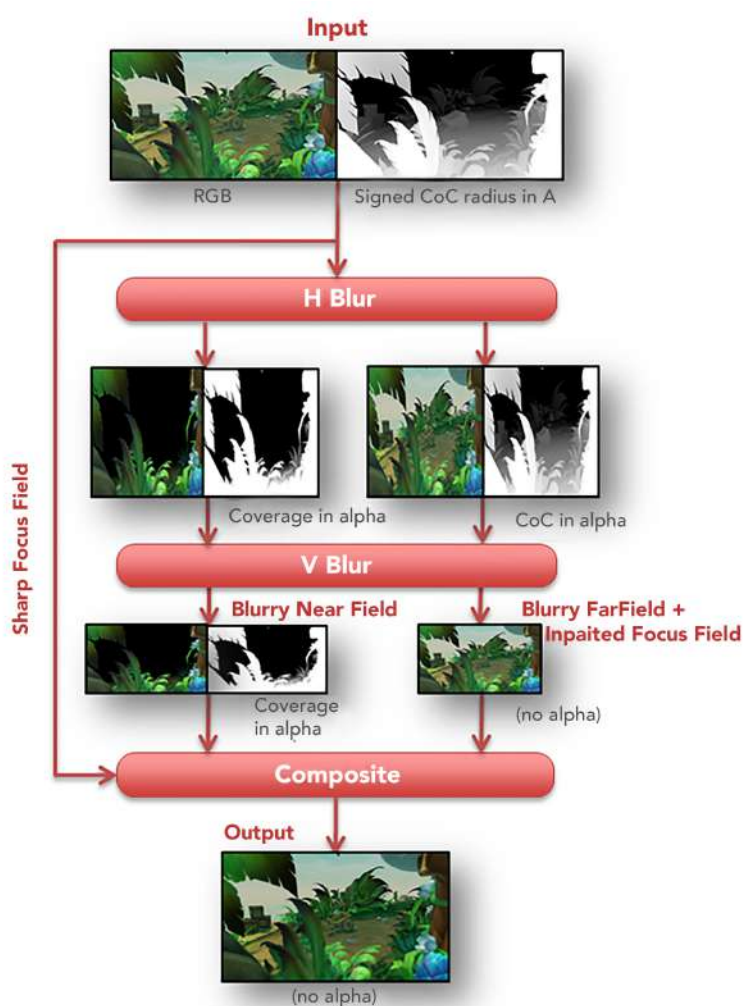 Input
RGB
Signed CoC radius in A
H Blur
Coverage in alpha
CoC in alpha
Sharp Focus Field
V Blur
Blurry Near Field
Blurry FarField +
Inpaited Focus Field
Coverage
in alpha
(no alpha)
Composite
Output
(no alpha)